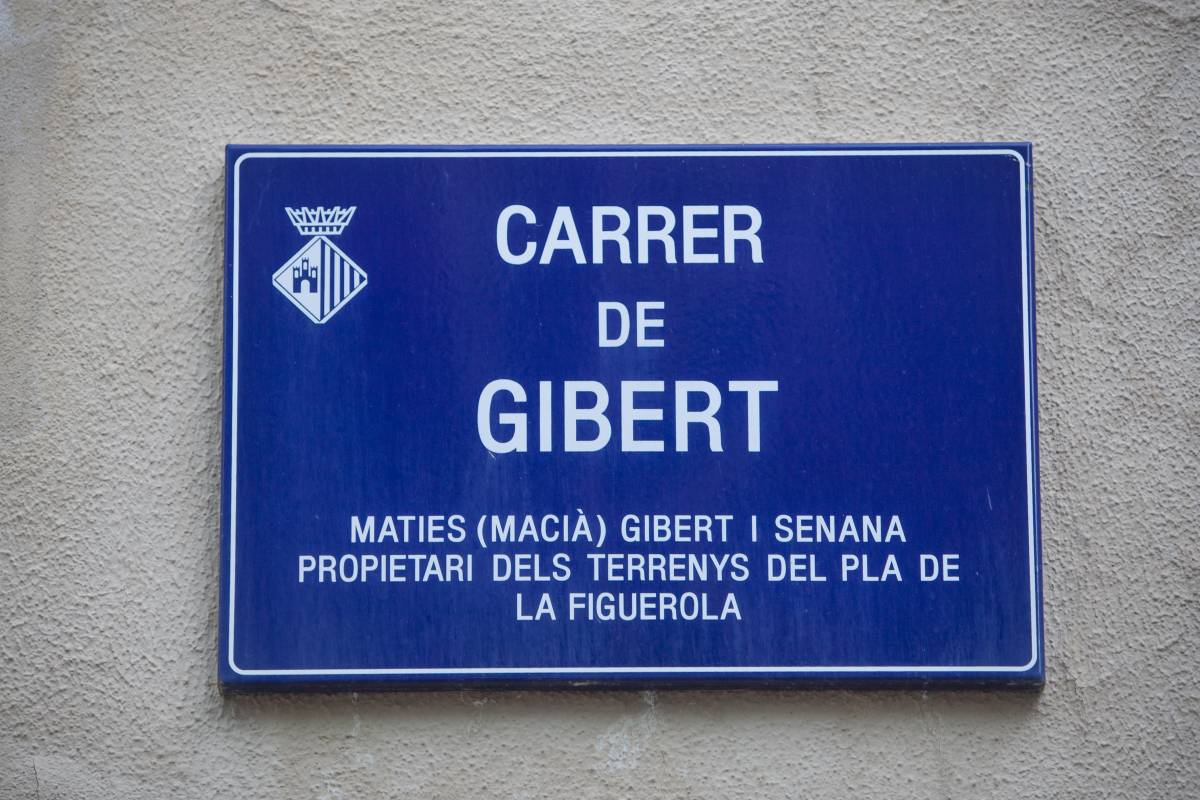 CARRER
DE
GIBERT
MATIES (MACIÀ) GIBERT I SENANA
PROPIETARI DELS TERRENYS DEL PLA DE
LA FIGUEROLA